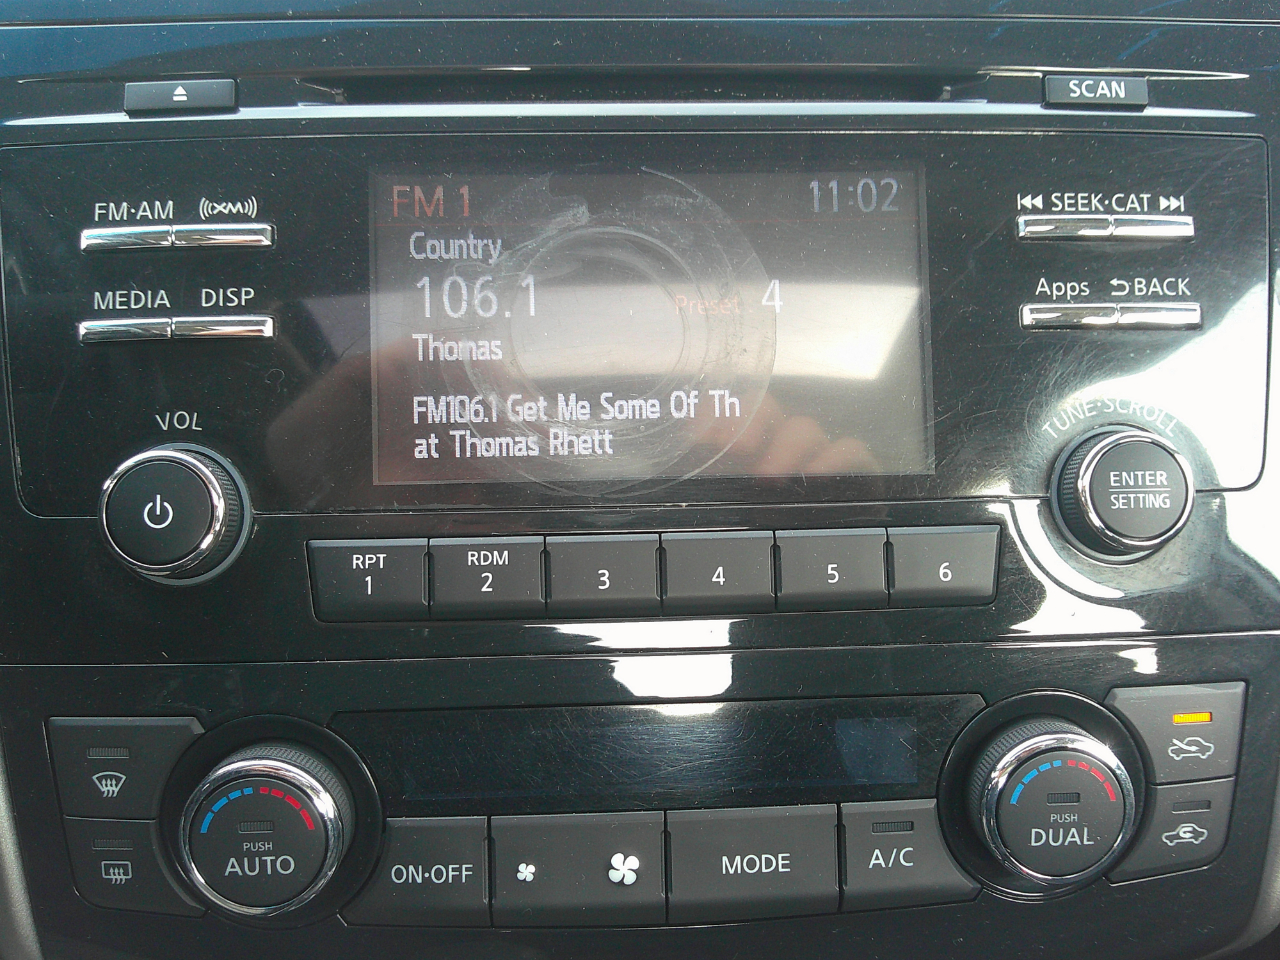 SCAN
FM·AM
((XM))
SEEK·CAT
MEDIA
DISP
Apps
BACK
VOL
TUNE·SCROLL
ENTER
SETTING
FM 1
11:02
Country
106.1
Preset
4
Thomas
FM106.1 Get Me Some Of Th
at Thomas Rhett
RPT
1
RDM
2
3
4
5
6
PUSH
AUTO
ON·OFF
MODE
A/C
PUSH
DUAL